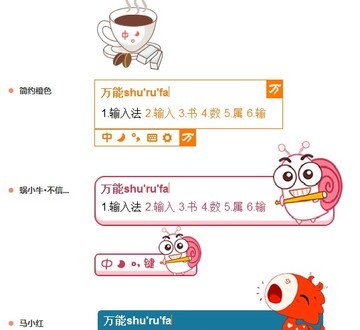 中
简约橙色
万能shu'ru'fa 万
1.输入法 2.输入 3.书 4.数 5.属 6.输
中 °, 万
蜗小牛•不信...
万能shu'ru'fa
1.输入法 2.输入 3.书 4.数 5.属 6.输
中 °, 键
马小红
万能shu'ru'fa